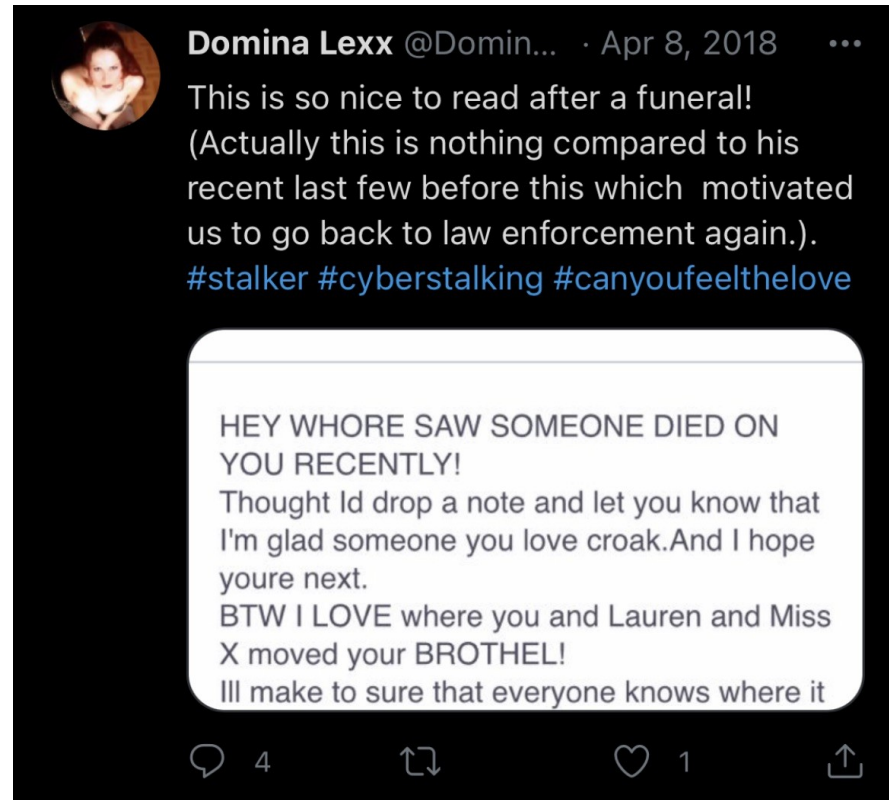 Domina Lexx @Domin... · Apr 8, 2018 ...
This is so nice to read after a funeral!
(Actually this is nothing compared to his
recent last few before this which  motivated
us to go back to law enforcement again.).
#stalker #cyberstalking #canyoufeelthelove
HEY WHORE SAW SOMEONE DIED ON
YOU RECENTLY!
Thought Id drop a note and let you know that
I'm glad someone you love croak.And I hope
youre next.
BTW I LOVE where you and Lauren and Miss
X moved your BROTHEL!
Ill make to sure that everyone knows where it
4 1